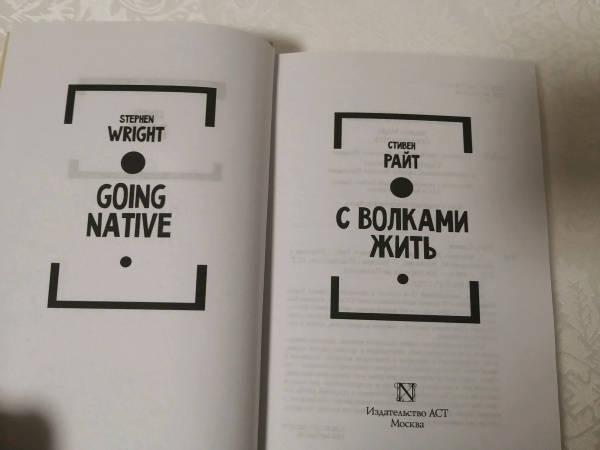 STEPHEN
WRIGHT
GOING
NATIVE
СТИВЕН
РАЙТ
С ВОЛКАМИ
ЖИТЬ
N
Издательство АСТ
Москва